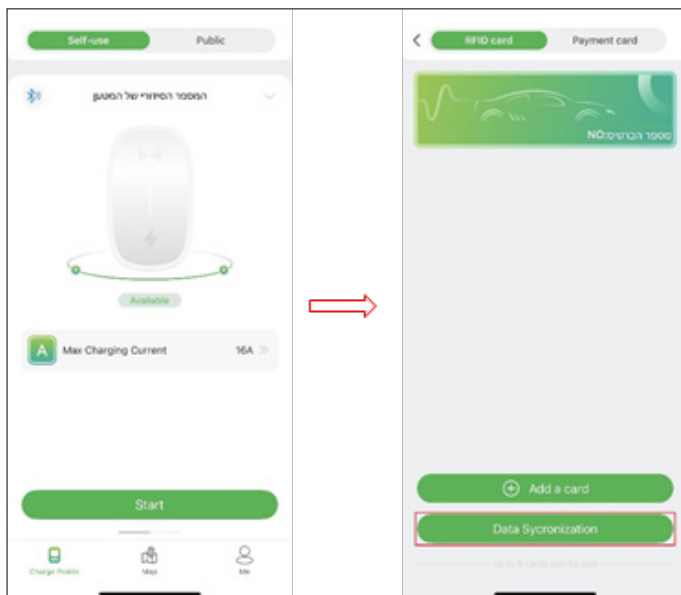 Self-use Public
המספר הסידורי של המטען
Available
A Max Charging Current 16A
Start
Charge Points Map Me
RFID card Payment card
מספר הכרטיס:NO
Add a card
Data Sycronization